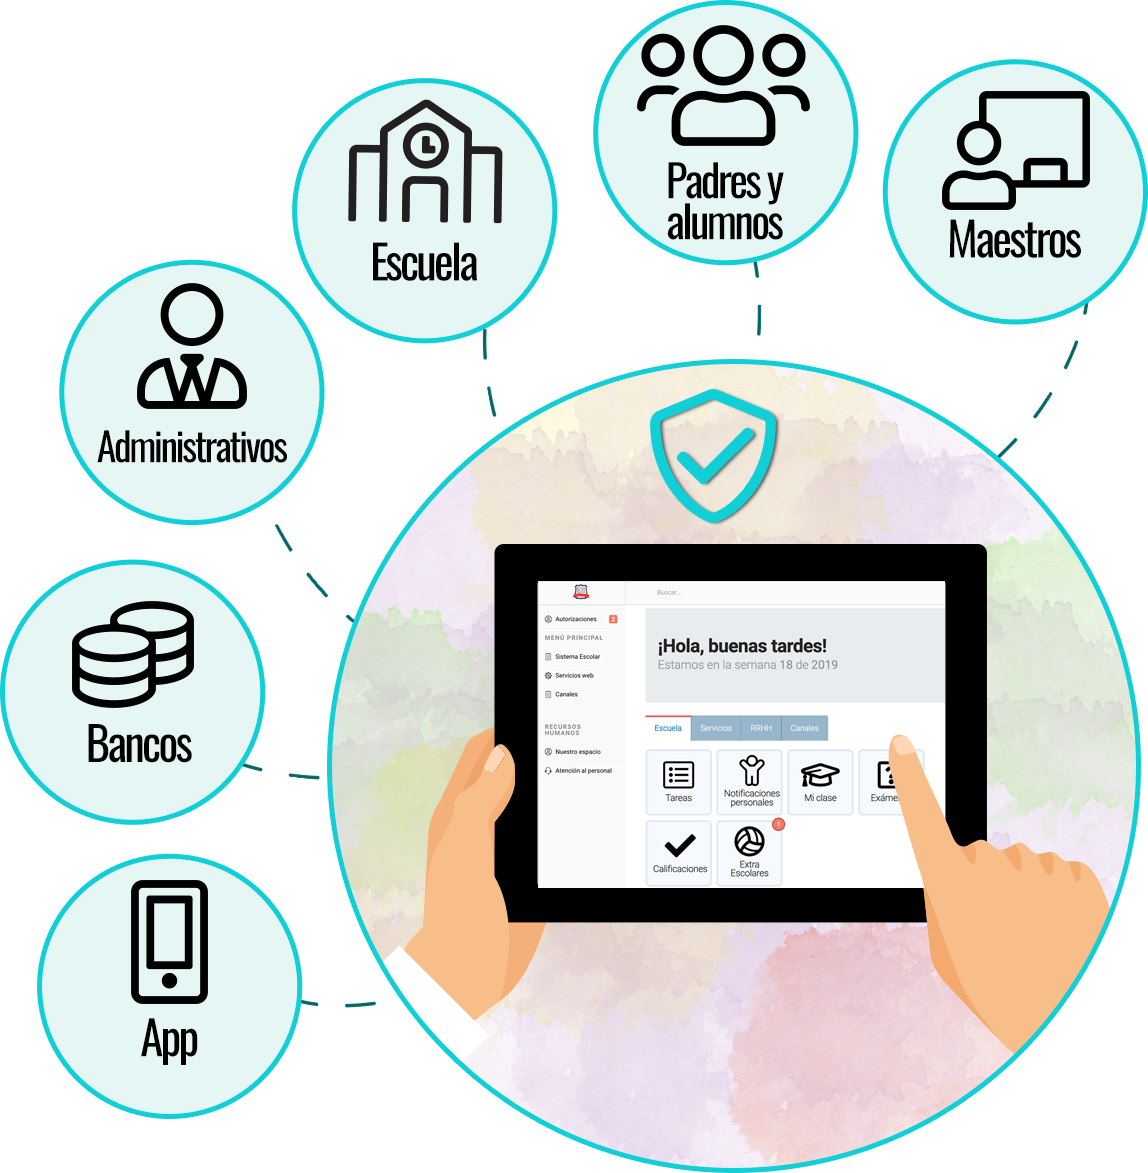 Padres y
alumnos
Maestros
Escuela
Administrativos
Bancos
App
Buscar...
Autorizaciones 2
MENÚ PRINCIPAL
Sistema Escolar
Servicios web
Canales
RECURSOS
HUMANOS
Nuestro espacio
Atención al personal
¡Hola, buenas tardes!
Estamos en la semana 18 de 2019
Escuela Servicios RRHH Canales
Tareas
Notificaciones
personales
Mi clase
Calificaciones
1
Extra
Escolares